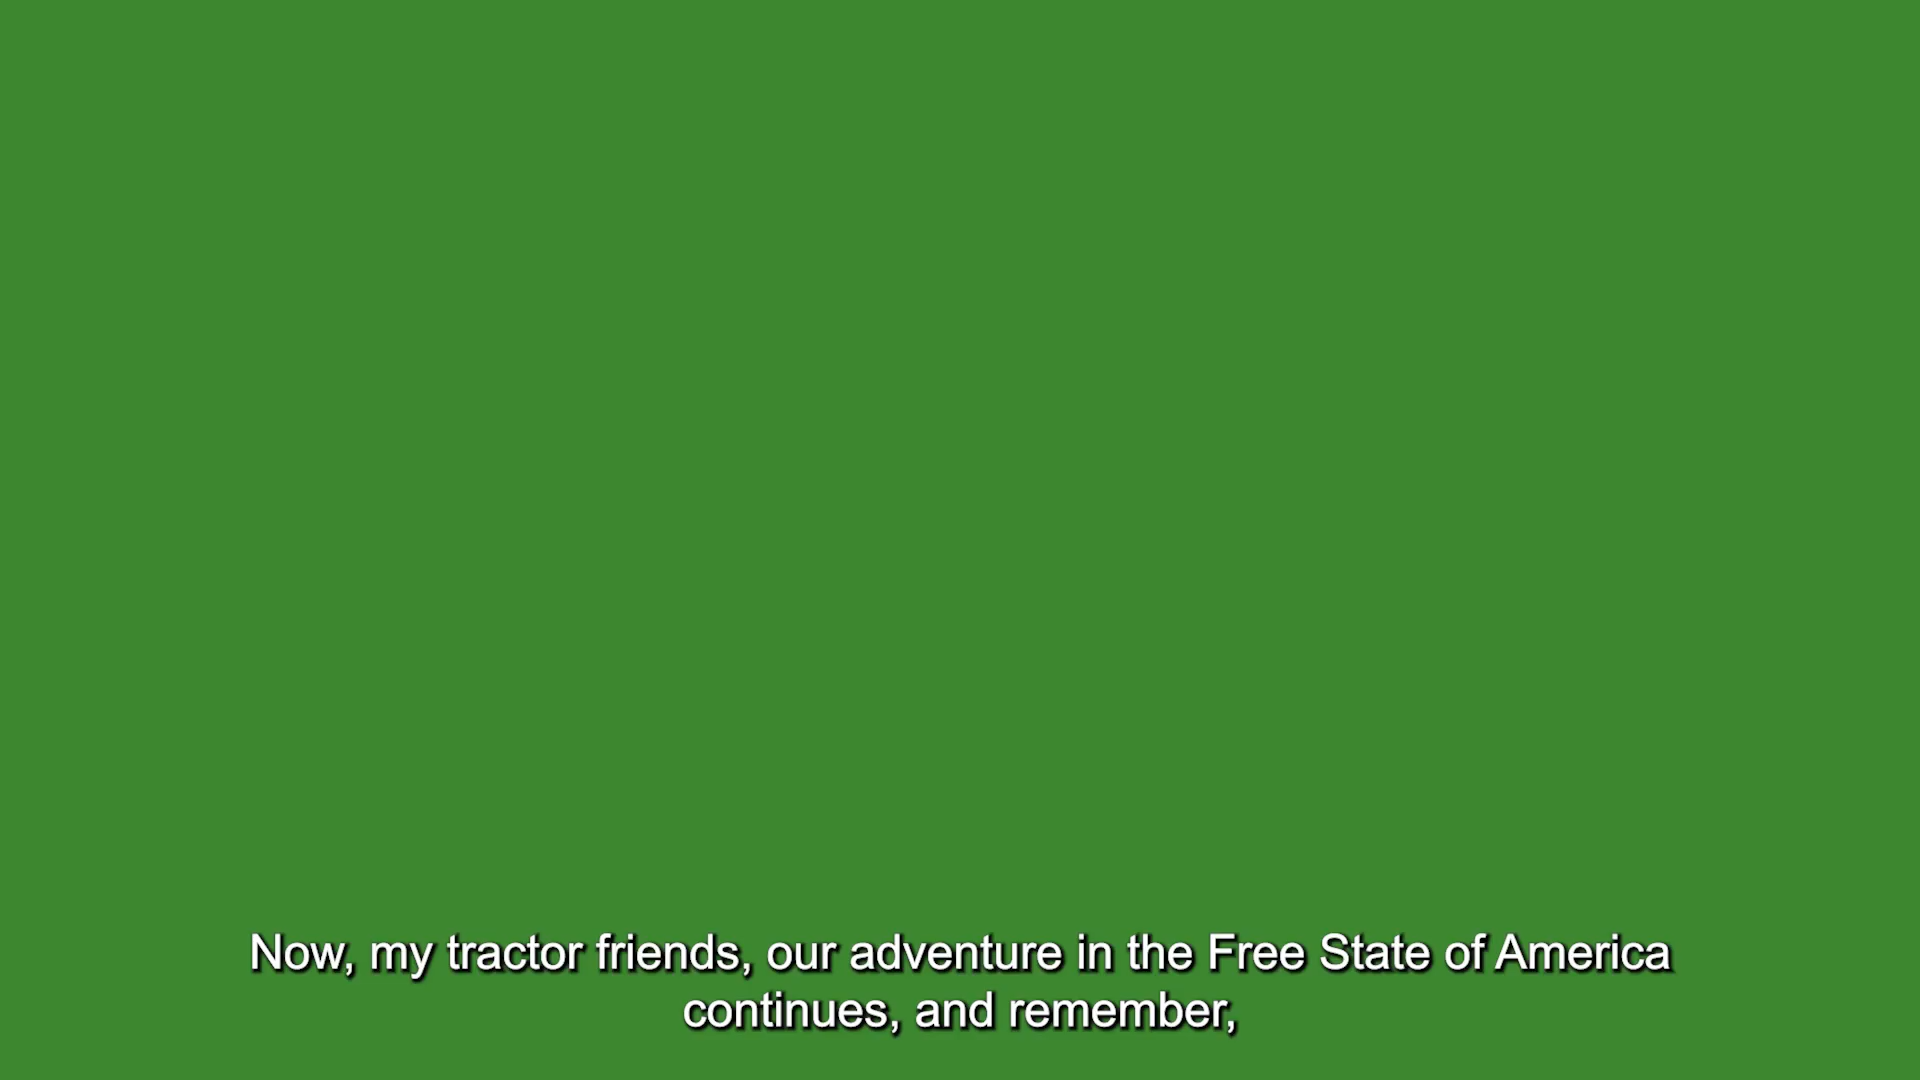 Now, my tractor friends, our adventure in the Free State of America
continues, and remember,